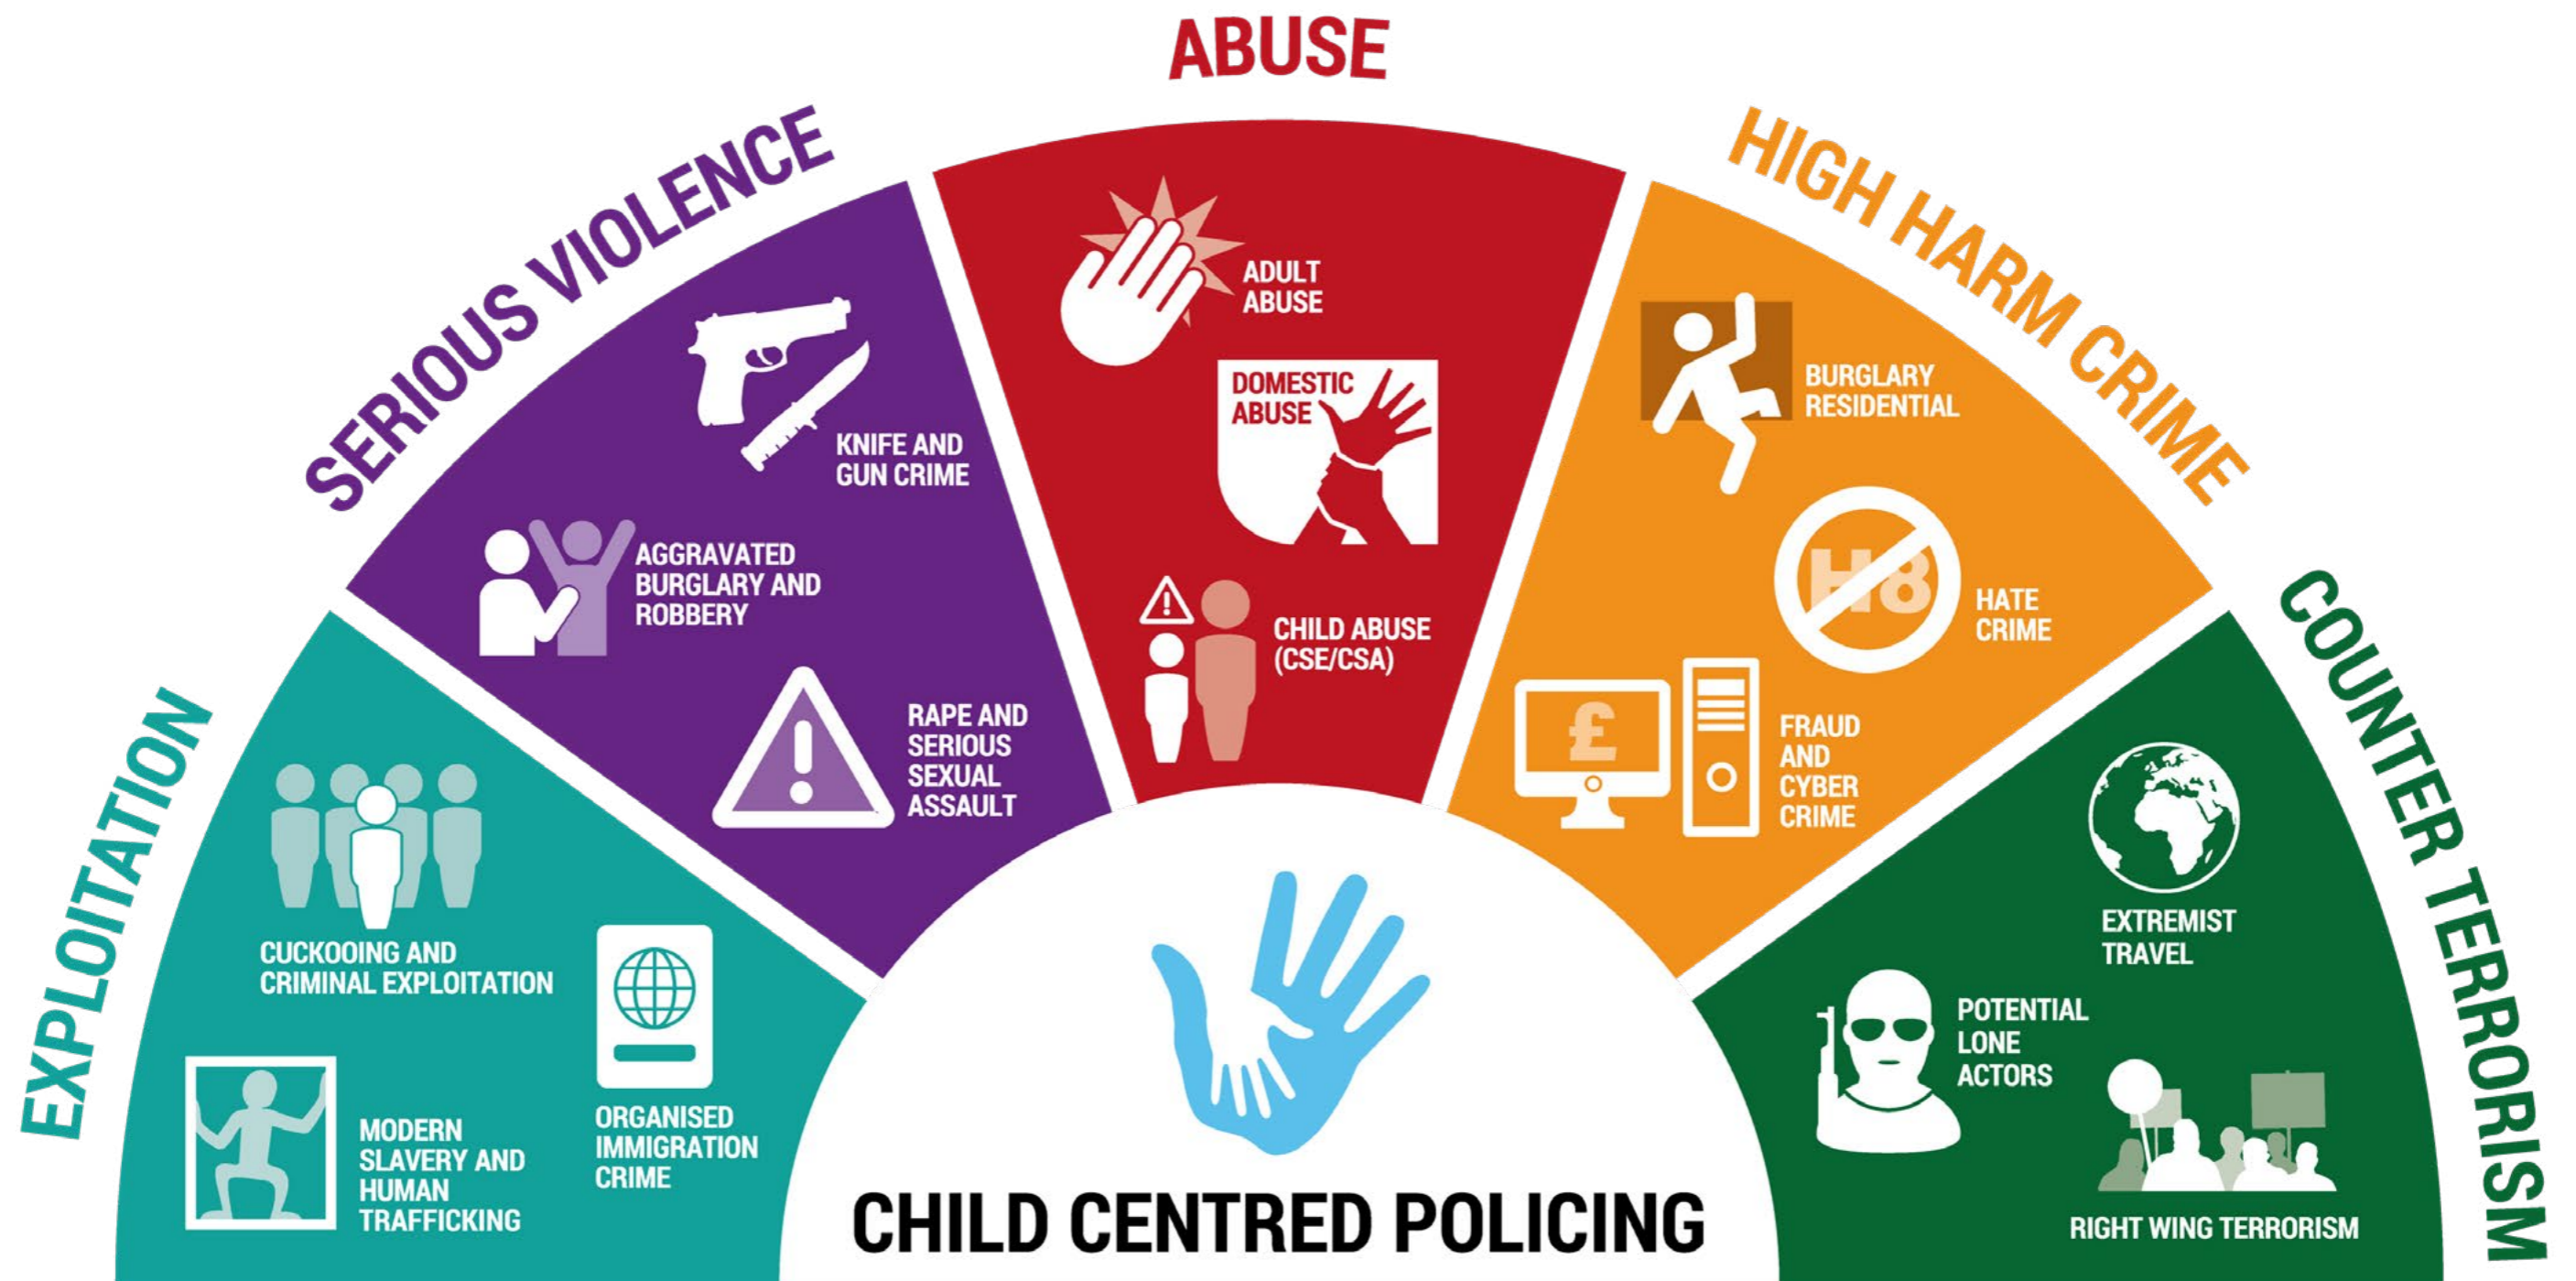 ABUSE
SERIOUS VIOLENCE
HIGH HARM CRIME
EXPLOITATION
COUNTER TERRORISM
CUCKOOING AND
CRIMINAL EXPLOITATION
MODERN
SLAVERY AND
HUMAN
TRAFFICKING
ORGANISED
IMMIGRATION
CRIME
KNIFE AND
GUN CRIME
AGGRAVATED
BURGLARY AND
ROBBERY
!
RAPE AND
SERIOUS
SEXUAL
ASSAULT
ADULT
ABUSE
DOMESTIC
ABUSE
!
CHILD ABUSE
(CSE/CSA)
BURGLARY
RESIDENTIAL
H8
HATE
CRIME
£
FRAUD
AND
CYBER
CRIME
EXTREMIST
TRAVEL
POTENTIAL
LONE
ACTORS
RIGHT WING TERRORISM
CHILD CENTRED POLICING